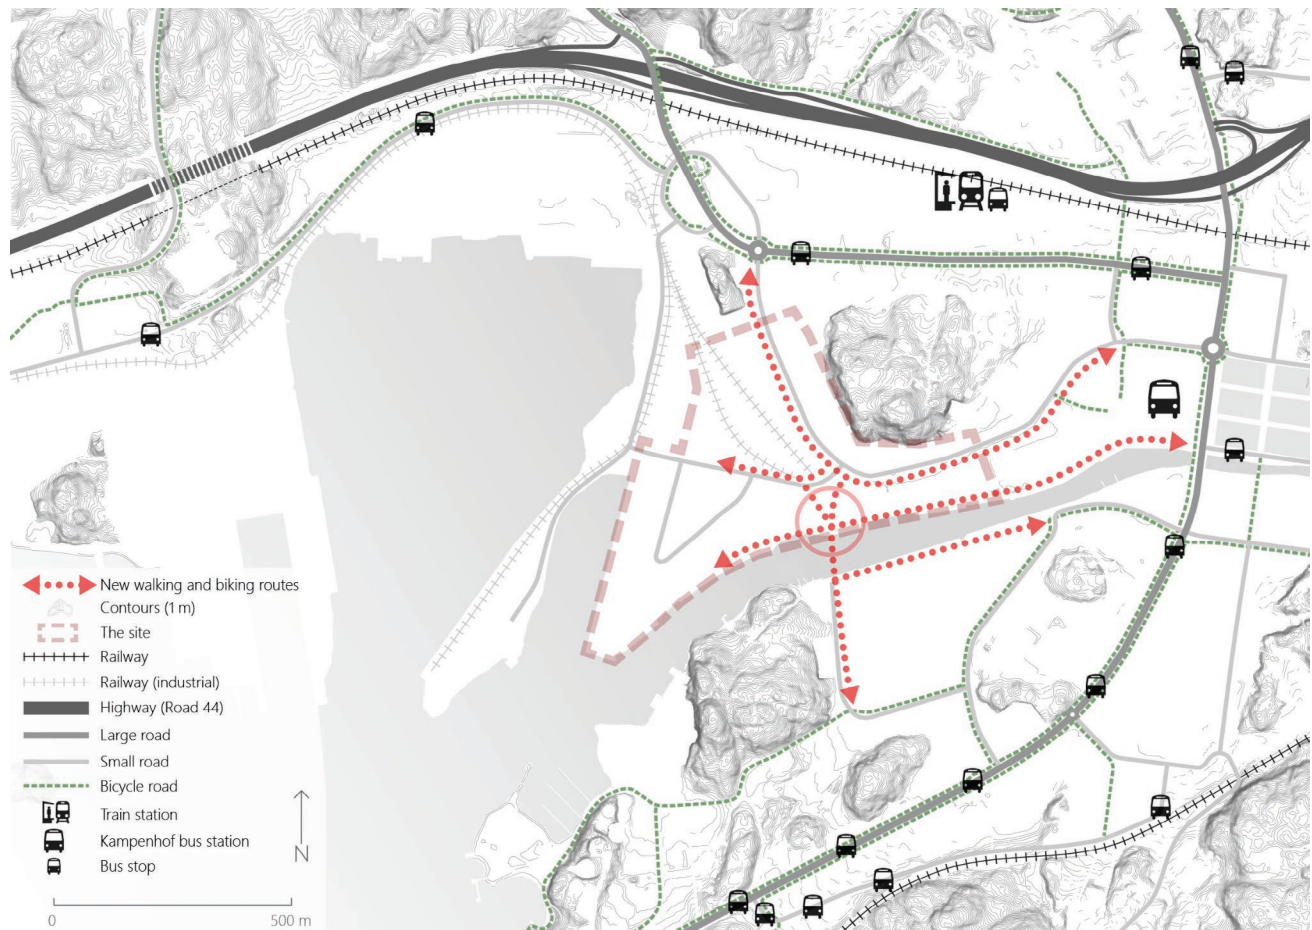 New walking and biking routes
Contours (1 m)
The site
Railway
Railway (industrial)
Highway (Road 44)
Large road
Small road
Bicycle road
Train station
Kampenhof bus station
Bus stop
N
0 500 m